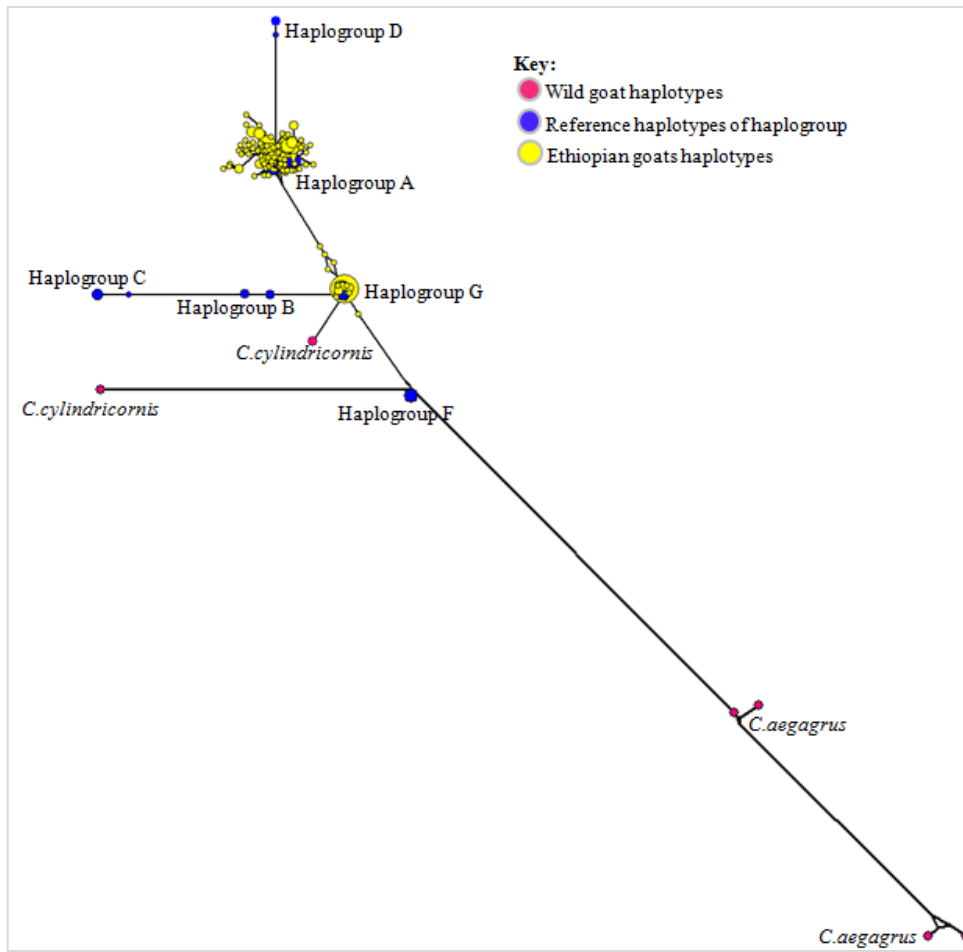 Haplogroup D
Key:
Wild goat haplotypes
Reference haplotypes of haplogroup
Ethiopian goats haplotypes
Haplogroup A
Haplogroup C
Haplogroup B
Haplogroup G
C.cylindricornis
C.cylindricornis
Haplogroup F
C.aegagrus
C.aegagrus